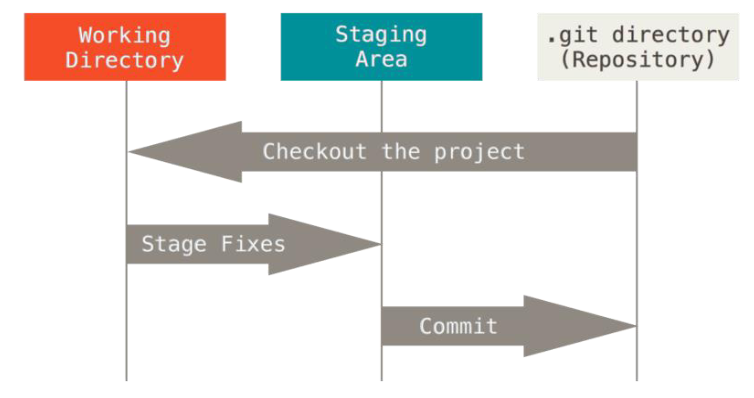 Working
Directory
Staging
Area
.git directory
(Repository)
Checkout the project
Stage Fixes
Commit